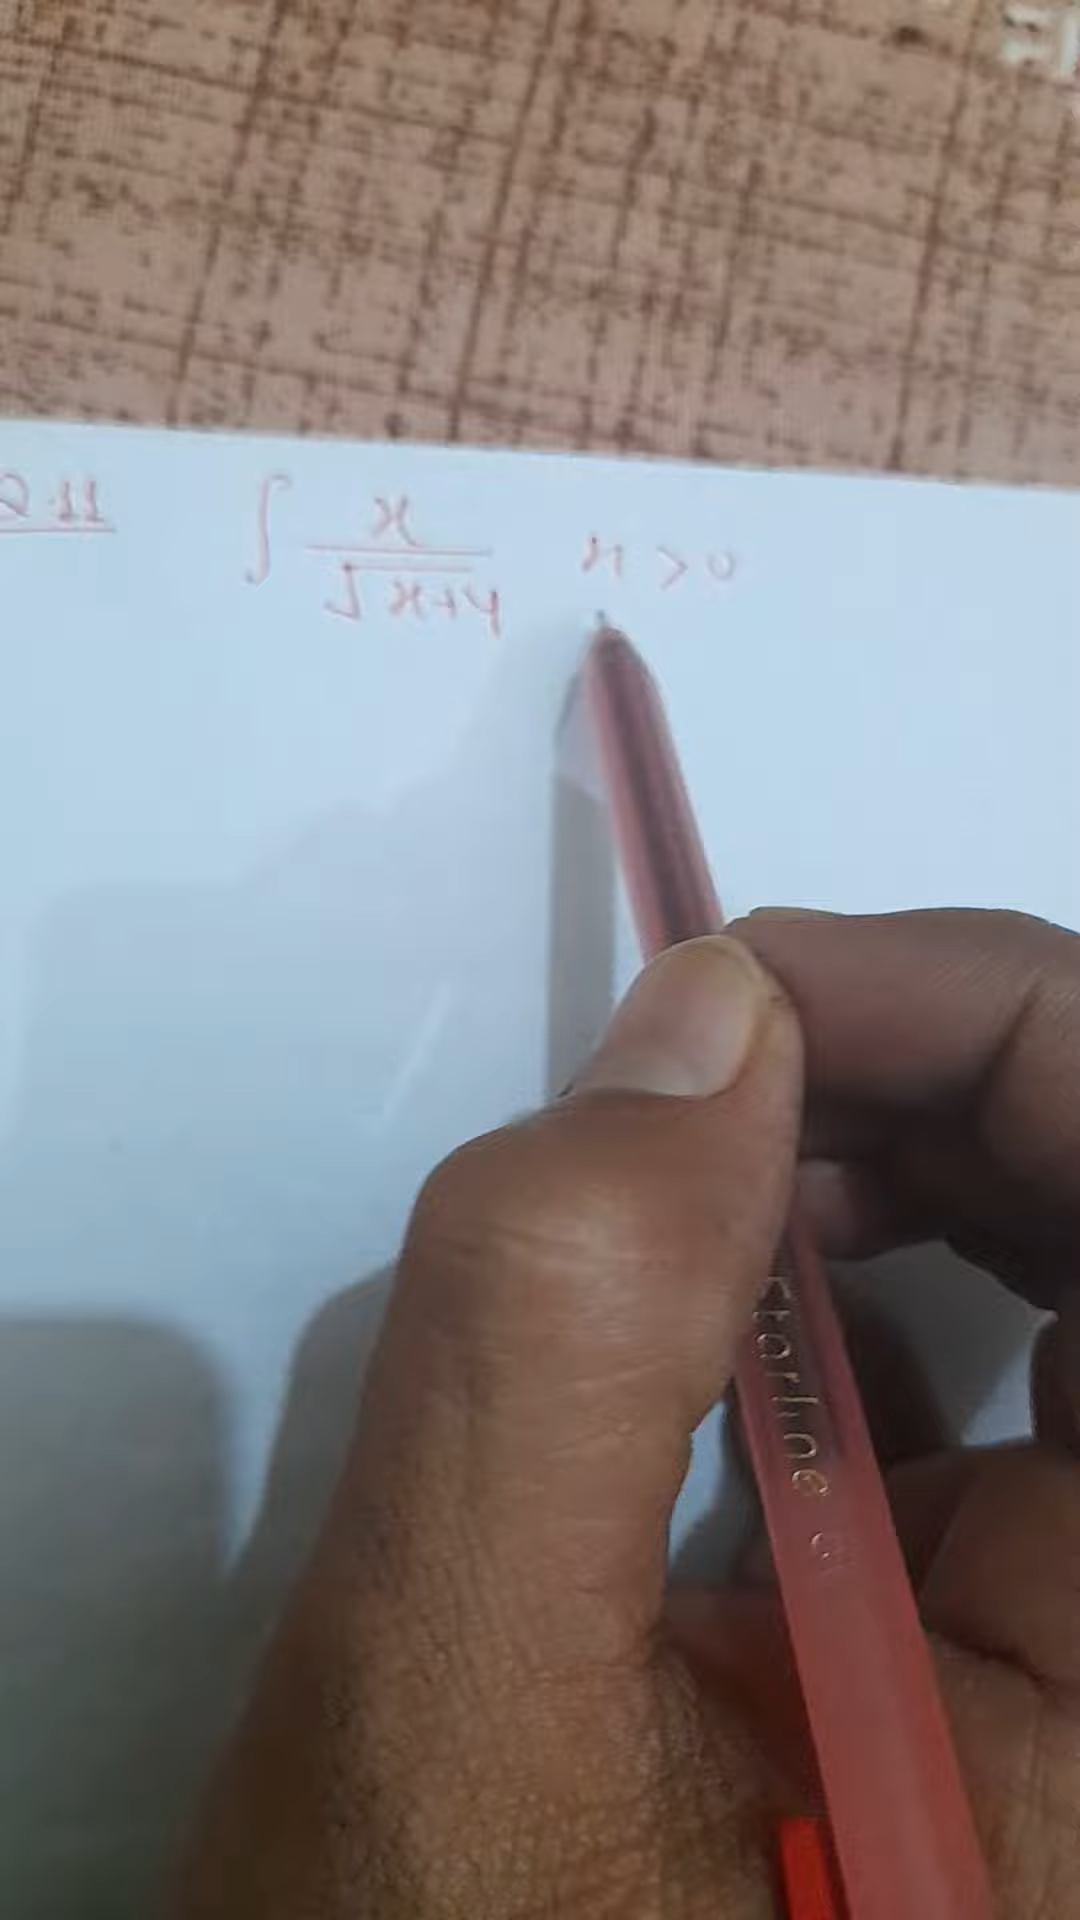 Q.11 ∫ x/√(x+4) x > 0
Starline